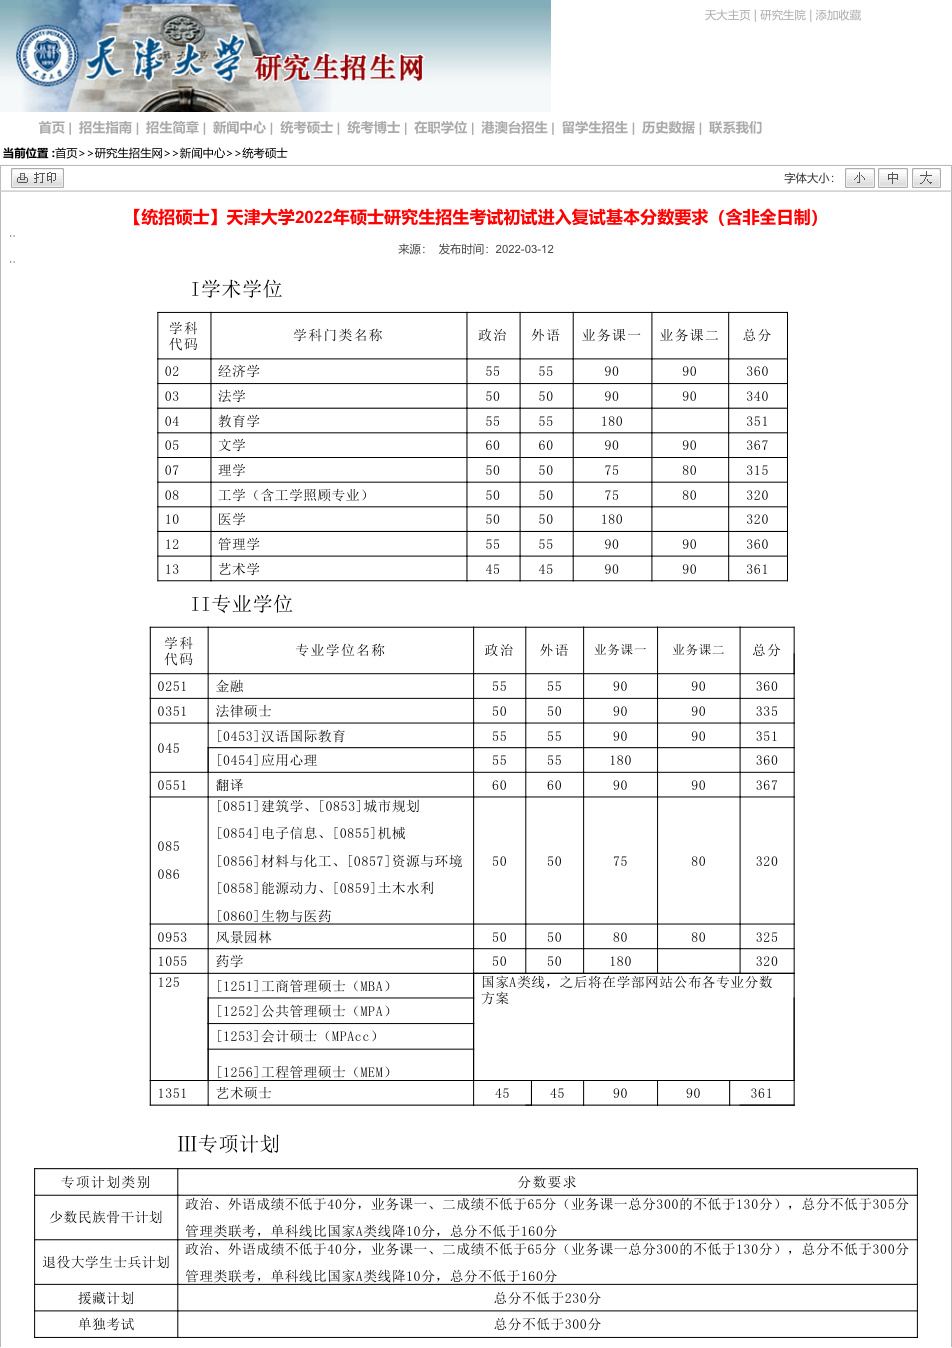 天大主页 | 研究生院 | 添加收藏
天津大学 研究生招生网
首页 | 招生指南 | 招生简章 | 新闻中心 | 统考硕士 | 统考博士 | 在职学位 | 港澳台招生 | 留学生招生 | 历史数据 | 联系我们
当前位置 :首页>>研究生招生网>>新闻中心>>统考硕士
打印 字体大小： 小 中 大
【统招硕士】天津大学2022年硕士研究生招生考试初试进入复试基本分数要求（含非全日制）
..
来源： 发布时间：2022-03-12
..
I学术学位
学科代码 学科门类名称 政治 外语 业务课一 业务课二 总分
02 经济学 55 55 90 90 360
03 法学 50 50 90 90 340
04 教育学 55 55 180 351
05 文学 60 60 90 90 367
07 理学 50 50 75 80 315
08 工学（含工学照顾专业） 50 50 75 80 320
10 医学 50 50 180 320
12 管理学 55 55 90 90 360
13 艺术学 45 45 90 90 361
II专业学位
学科代码 专业学位名称 政治 外语 业务课一 业务课二 总分
0251 金融 55 55 90 90 360
0351 法律硕士 50 50 90 90 335
045 [0453]汉语国际教育 55 55 90 90 351
[0454]应用心理 55 55 180 360
0551 翻译 60 60 90 90 367
[0851]建筑学、[0853]城市规划
[0854]电子信息、[0855]机械
085
[0856]材料与化工、[0857]资源与环境 50 50 75 80 320
086
[0858]能源动力、[0859]土木水利
[0860]生物与医药
0953 风景园林 50 50 80 80 325
1055 药学 50 50 180 320
125 [1251]工商管理硕士（MBA） 国家A类线，之后将在学部网站公布各专业分数
方案
[1252]公共管理硕士（MPA）
[1253]会计硕士（MPAcc）
[1256]工程管理硕士（MEM）
1351 艺术硕士 45 45 90 90 361
Ⅲ专项计划
专项计划类别 分数要求
少数民族骨干计划 政治、外语成绩不低于40分，业务课一、二成绩不低于65分（业务课一总分300的不低于130分），总分不低于305分
管理类联考，单科线比国家A类线降10分，总分不低于160分
退役大学生士兵计划 政治、外语成绩不低于40分，业务课一、二成绩不低于65分（业务课一总分300的不低于130分），总分不低于300分
管理类联考，单科线比国家A类线降10分，总分不低于160分
援藏计划 总分不低于230分
单独考试 总分不低于300分